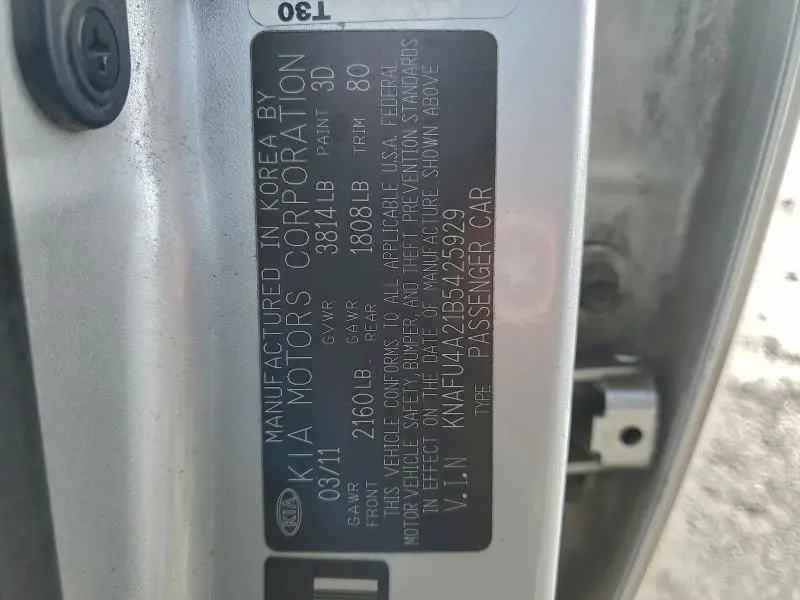 T30
MANUFACTURED IN KOREA BY
KIA KIA MOTORS CORPORATION
03/11 GVWR 3814LB PAINT 3D
GAWR FRONT 2160LB GAWR REAR 1808LB TRIM 80
THIS VEHICLE CONFORMS TO ALL APPLICABLE U.S.A. FEDERAL
MOTOR VEHICLE SAFETY, BUMPER, AND THEFT PREVENTION STANDARDS
IN EFFECT ON THE DATE OF MANUFACTURE SHOWN ABOVE
V.I.N KNAFU4A21B5425929
TYPE PASSENGER CAR